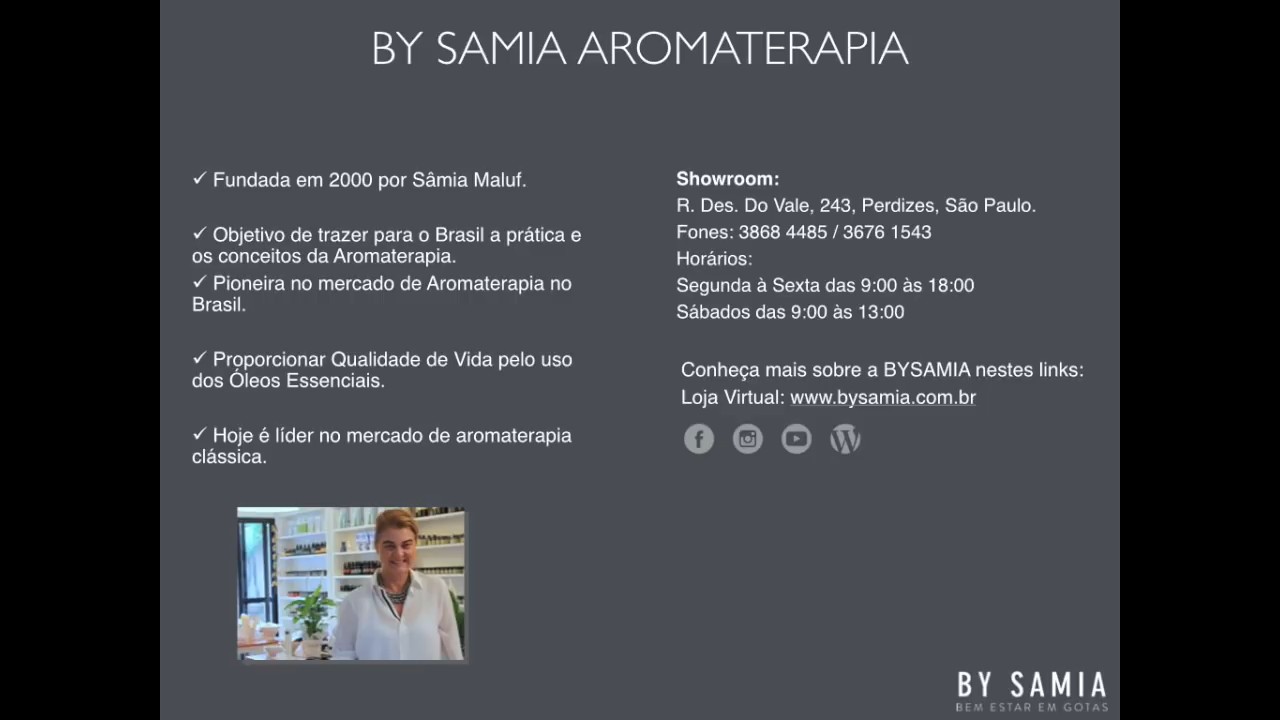 BY SAMIA AROMATERAPIA
✓ Fundada em 2000 por Sâmia Maluf.
✓ Objetivo de trazer para o Brasil a prática e
os conceitos da Aromaterapia.
✓ Pioneira no mercado de Aromaterapia no
Brasil.
✓ Proporcionar Qualidade de Vida pelo uso
dos Óleos Essenciais.
✓ Hoje é líder no mercado de aromaterapia
clássica.
Showroom:
R. Des. Do Vale, 243, Perdizes, São Paulo.
Fones: 3868 4485 / 3676 1543
Horários:
Segunda à Sexta das 9:00 às 18:00
Sábados das 9:00 às 13:00
Conheça mais sobre a BYSAMIA nestes links:
Loja Virtual: www.bysamia.com.br
BY SAMIA
BEM ESTAR EM GOTAS